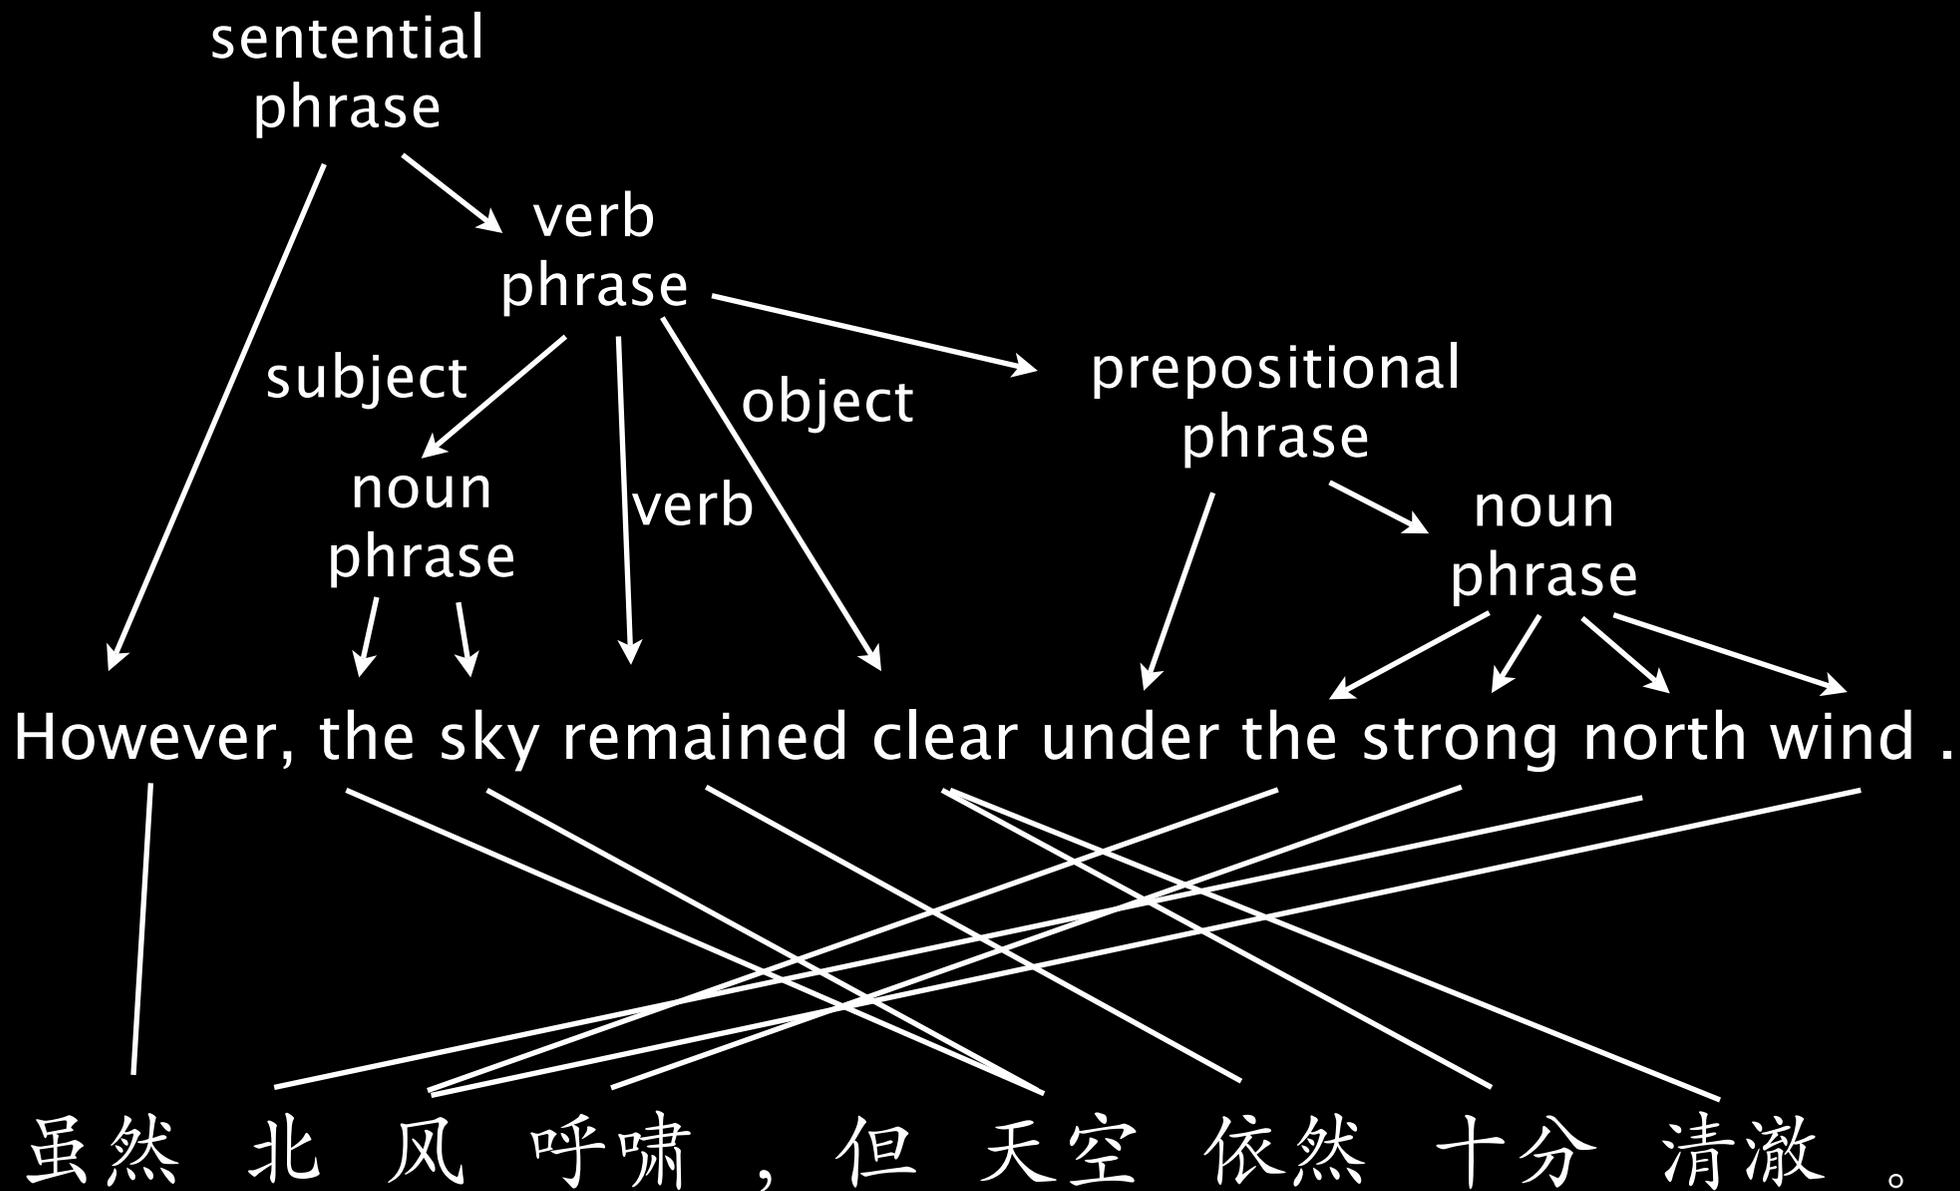 sentential
phrase
verb
phrase
subject
object
prepositional
phrase
noun
phrase
verb
noun
phrase
However, the sky remained clear under the strong north wind .
虽然 北 风 呼啸 , 但 天空 依然 十分 清澈 。